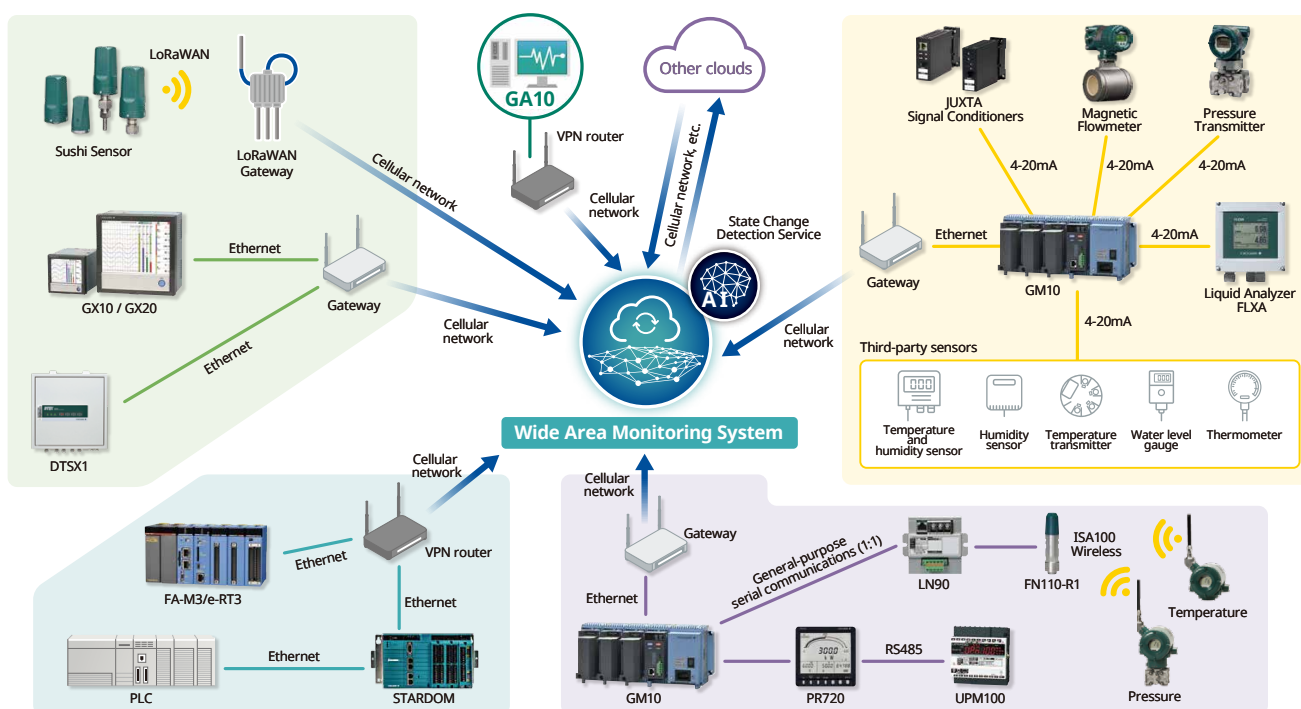 LoRaWAN
Sushi Sensor
LoRaWAN
Gateway
Cellular network
GX10 / GX20
Ethernet
Gateway
Ethernet
DTSX1
Cellular
network
GA10
VPN router
Cellular
network
Other clouds
Cellular network, etc.
State Change
Detection Service
AI
Wide Area Monitoring System
JUXTA
Signal Conditioners
Magnetic
Flowmeter
Pressure
Transmitter
4-20mA
4-20mA
4-20mA
Gateway
Ethernet
GM10
4-20mA
Liquid Analyzer
FLXA
Cellular
network
4-20mA
Third-party sensors
Temperature
and
humidity sensor
Humidity
sensor
Temperature
transmitter
Water level
gauge
Thermometer
Cellular
network
VPN router
Ethernet
FA-M3/e-RT3
Ethernet
PLC
Ethernet
STARDOM
Cellular
network
Gateway
Ethernet
GM10
General-purpose
serial communications (1:1)
LN90
FN110-R1
ISA100
Wireless
Temperature
Pressure
PR720
RS485
UPM100